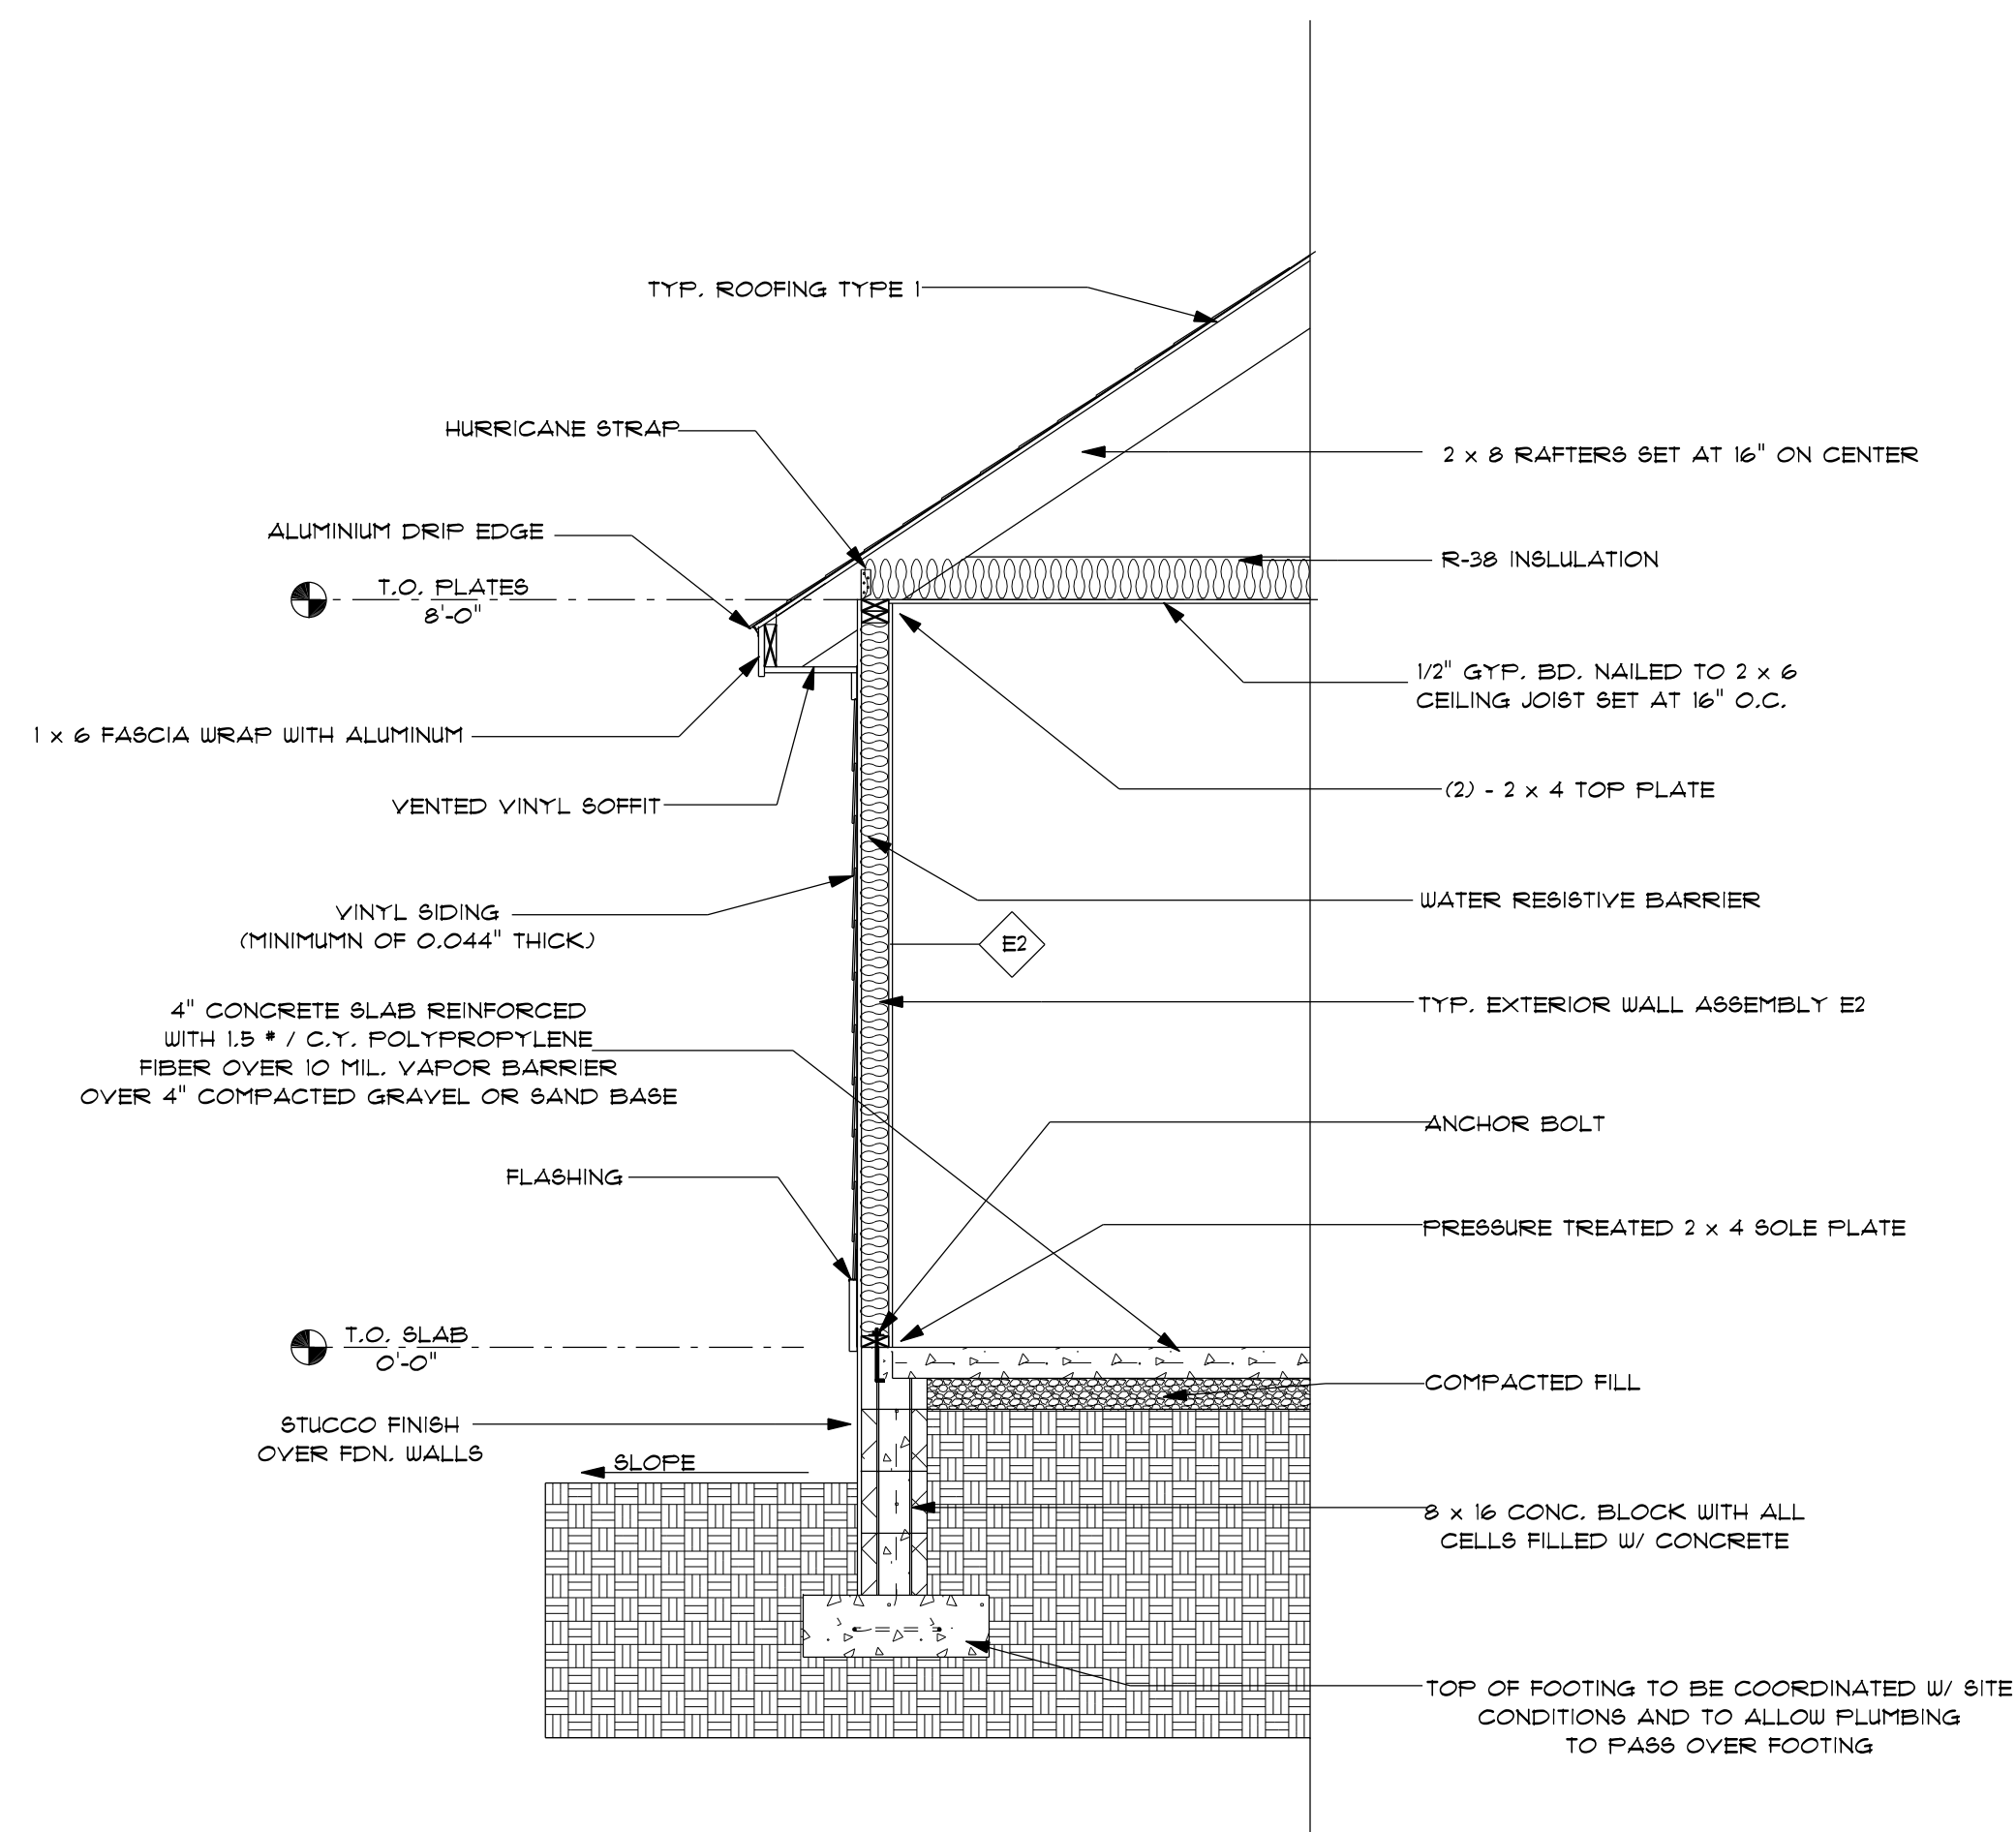 TYP. ROOFING TYPE 1
HURRICANE STRAP
2 x 8 RAFTERS SET AT 16" ON CENTER
ALUMINIUM DRIP EDGE
R-38 INSLULATION
T.O. PLATES
8'-0"
1/2" GYP. BD. NAILED TO 2 x 6
CEILING JOIST SET AT 16" O.C.
1 x 6 FASCIA WRAP WITH ALUMINUM
(2) - 2 x 4 TOP PLATE
VENTED VINYL SOFFIT
WATER RESISTIVE BARRIER
VINYL SIDING
(MINIMUMN OF 0.044" THICK.)
E2
TYP. EXTERIOR WALL ASSEMBLY E2
4" CONCRETE SLAB REINFORCED
WITH 1.5 # / C.Y. POLYPROPYLENE
FIBER OVER 10 MIL. VAPOR BARRIER
OVER 4" COMPACTED GRAVEL OR SAND BASE
ANCHOR BOLT
FLASHING
PRESSURE TREATED 2 x 4 SOLE PLATE
T.O. SLAB
0'-0"
COMPACTED FILL
STUCCO FINISH
OVER FDN. WALLS
SLOPE
8 x 16 CONC. BLOCK WITH ALL
CELLS FILLED W/ CONCRETE
TOP OF FOOTING TO BE COORDINATED W/ SITE
CONDITIONS AND TO ALLOW PLUMBING
TO PASS OVER FOOTING